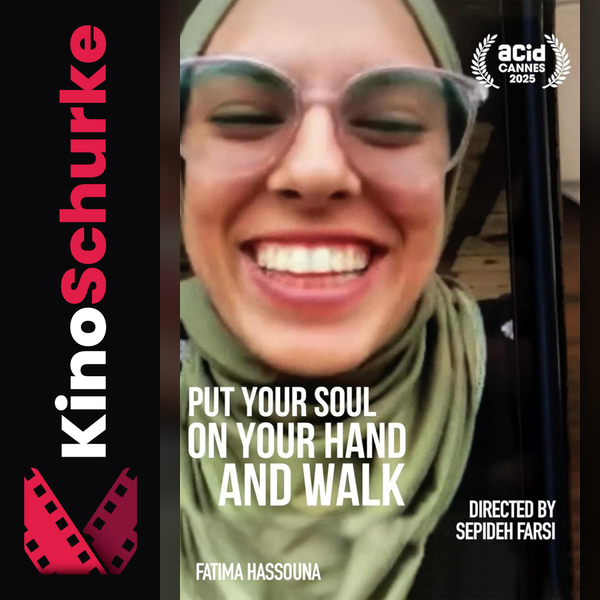 KinoSchurke
acid
CANNES
2025
PUT YOUR SOUL
ON YOUR HAND
AND WALK
DIRECTED BY
SEPIDEH FARSI
FATIMA HASSOUNA